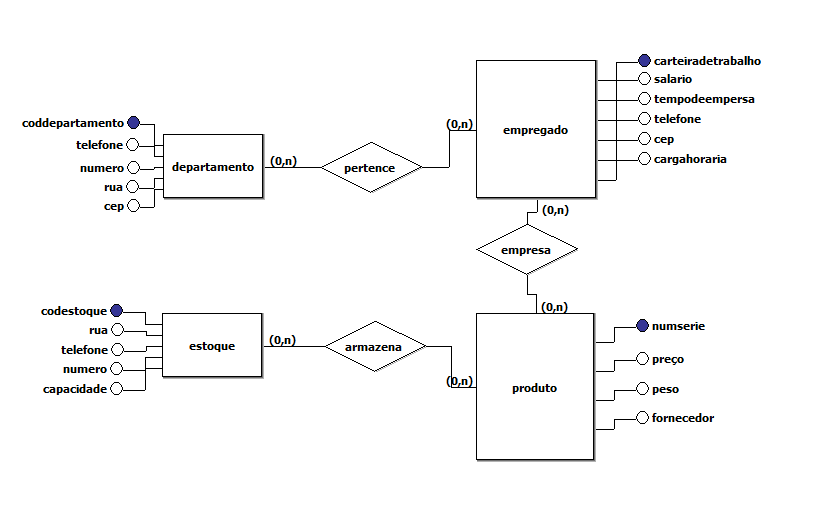 coddepartamento
telefone
numero
rua
cep
departamento
(0,n)
pertence
(0,n)
empregado
carteiradetrabalho
salario
tempodeempersa
telefone
cep
cargahoraria
(0,n)
empresa
(0,n)
codestoque
rua
telefone
numero
capacidade
estoque
(0,n)
armazena
(0,n)
produto
numserie
preço
peso
fornecedor